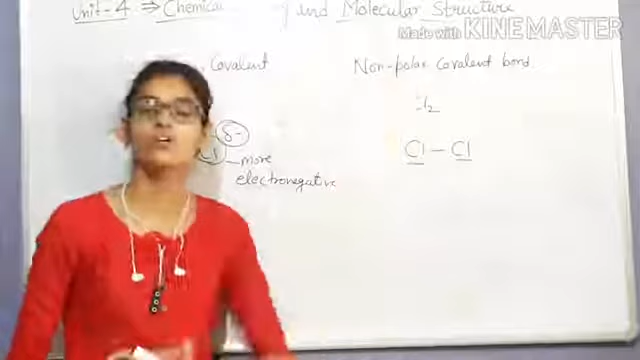 Unit-4 ⇒ Chemical and Molecular Structure
Made with KINEMASTER
Covalent
Non-polar Covalent bond.
δ-
more
electronegative
Cl — Cl